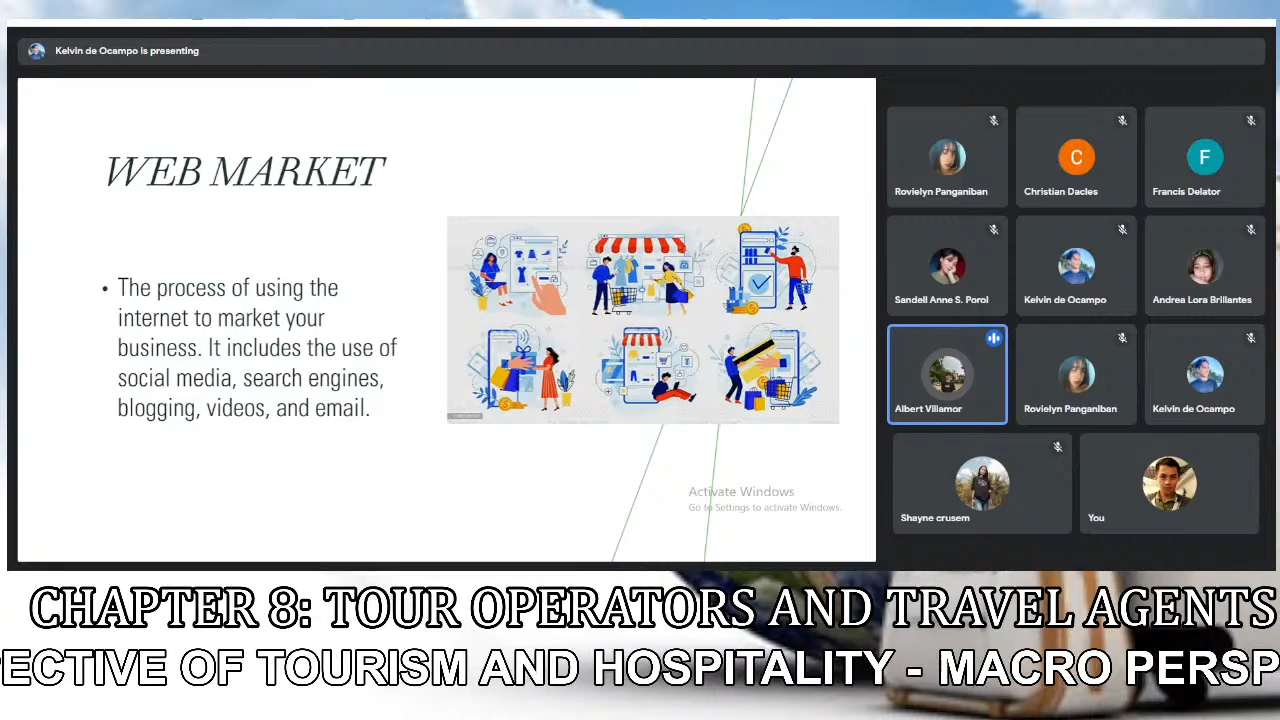 Kelvin de Ocampo is presenting
WEB MARKET
• The process of using the
internet to market your
business. It includes the use of
social media, search engines,
blogging, videos, and email.
Activate Windows
Go to Settings to activate Windows.
Rovielyn Panganiban
C
Christian Dacles
F
Francis Delator
Sandell Anne S. Porol
Kelvin de Ocampo
Andrea Lora Brillantes
Albert Villamor
Rovielyn Panganiban
Kelvin de Ocampo
Shayne crusem
You
CHAPTER 8: TOUR OPERATORS AND TRAVEL AGENTS
PECTIVE OF TOURISM AND HOSPITALITY - MACRO PERSP